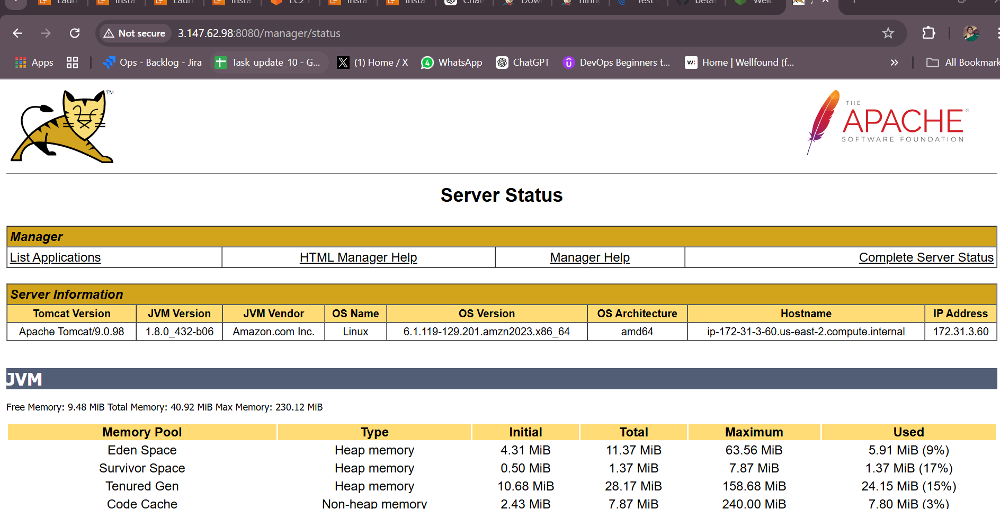 Not secure 3.147.62.98:8080/manager/status
Apps Ops - Backlog - Jira Task_update_10 - G... (1) Home / X WhatsApp ChatGPT DevOps Beginners t... w: Home | Wellfound (f... » All Bookmark
TM
THE
APACHE®
SOFTWARE FOUNDATION
Server Status
Manager
List Applications HTML Manager Help Manager Help Complete Server Status
Server Information
Tomcat Version JVM Version JVM Vendor OS Name OS Version OS Architecture Hostname IP Address
Apache Tomcat/9.0.98 1.8.0_432-b06 Amazon.com Inc. Linux 6.1.119-129.201.amzn2023.x86_64 amd64 ip-172-31-3-60.us-east-2.compute.internal 172.31.3.60
JVM
Free Memory: 9.48 MiB Total Memory: 40.92 MiB Max Memory: 230.12 MiB
Memory Pool Type Initial Total Maximum Used
Eden Space Heap memory 4.31 MiB 11.37 MiB 63.56 MiB 5.91 MiB (9%)
Survivor Space Heap memory 0.50 MiB 1.37 MiB 7.87 MiB 1.37 MiB (17%)
Tenured Gen Heap memory 10.68 MiB 28.17 MiB 158.68 MiB 24.15 MiB (15%)
Code Cache Non-heap memory 2.43 MiB 7.87 MiB 240.00 MiB 7.80 MiB (3%)